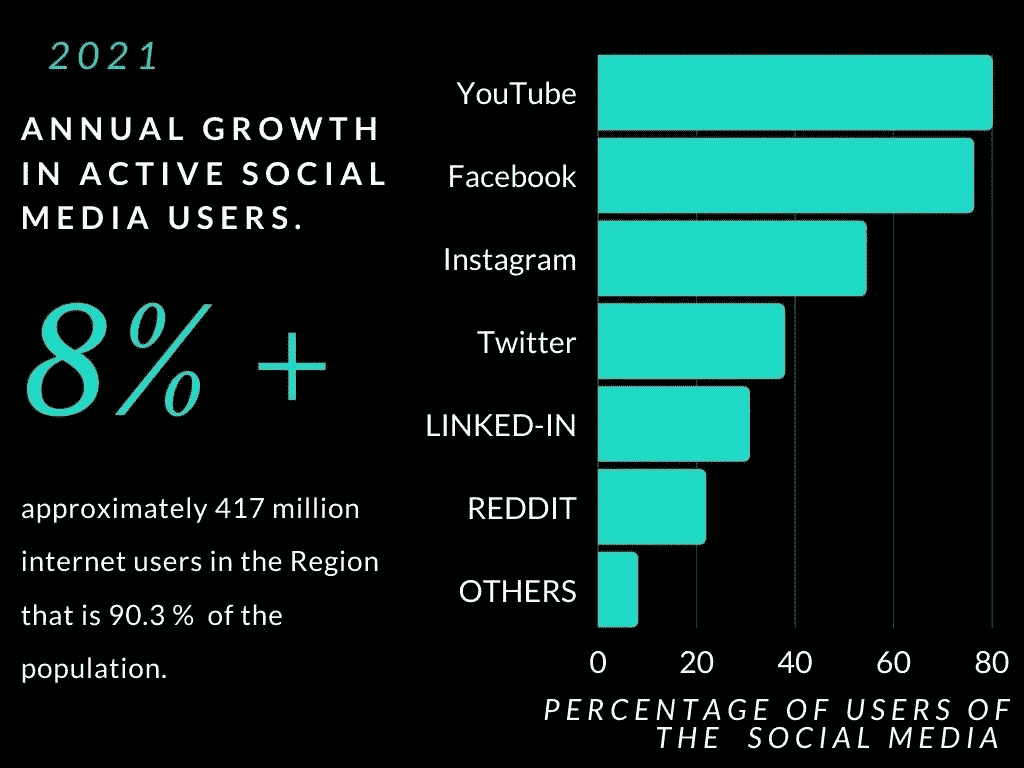 2021
ANNUAL GROWTH
IN ACTIVE SOCIAL
MEDIA USERS.
8% +
approximately 417 million
internet users in the Region
that is 90.3 % of the
population.
YouTube
Facebook
Instagram
Twitter
LINKED-IN
REDDIT
OTHERS
0 20 40 60 80
PERCENTAGE OF USERS OF
THE SOCIAL MEDIA